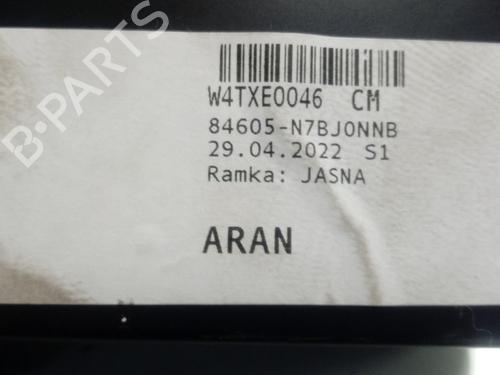 B-PARTS
W4TXE0046 CM
84605-N7BJ0NNB
29.04.2022 S1
Ramka: JASNA
ARAN